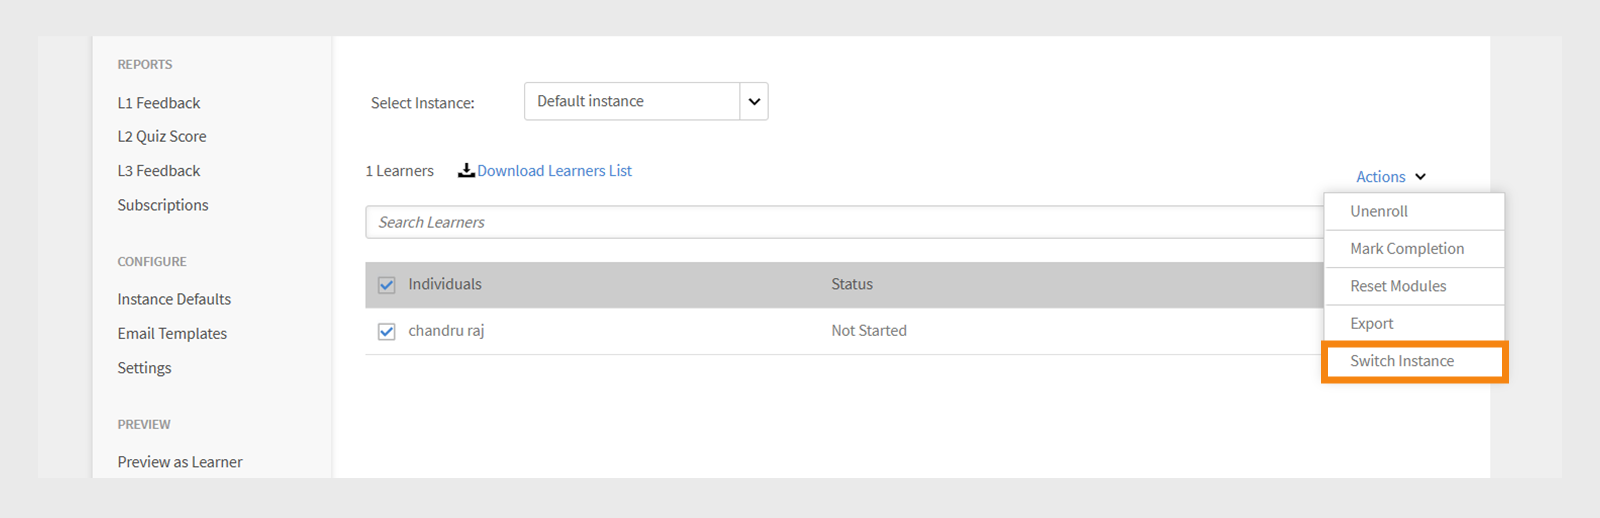 REPORTS
L1 Feedback
L2 Quiz Score
L3 Feedback
Subscriptions
CONFIGURE
Instance Defaults
Email Templates
Settings
PREVIEW
Preview as Learner
Select Instance: Default instance
1 Learners Download Learners List Actions
Search Learners
Individuals Status
chandru raj Not Started
Unenroll
Mark Completion
Reset Modules
Export
Switch Instance